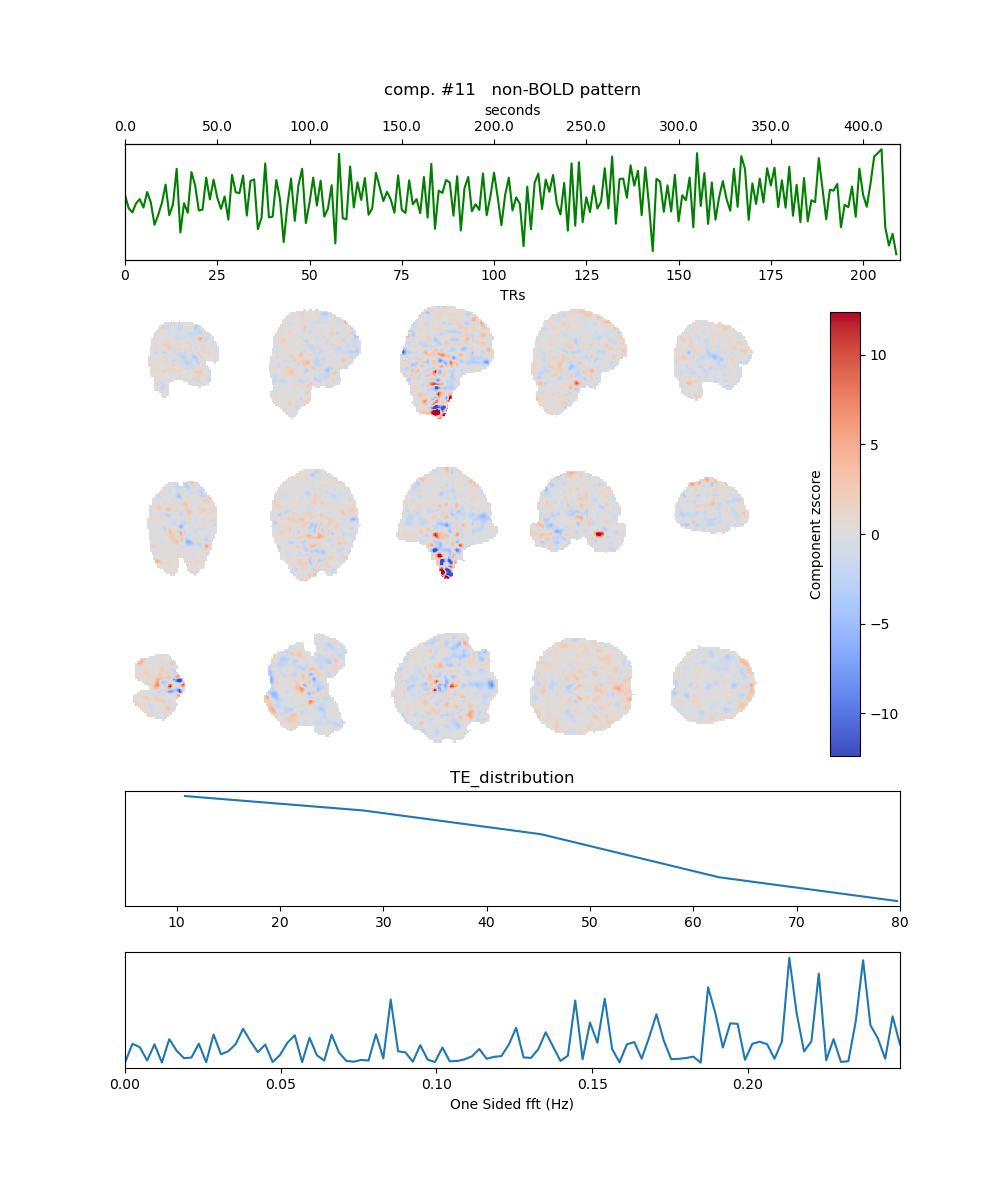 comp. #11   non-BOLD pattern
seconds
0.0 50.0 100.0 150.0 200.0 250.0 300.0 350.0 400.0
0 25 50 75 100 125 150 175 200
TRs
10
5
0
−5
−10
Component zscore
TE_distribution
10 20 30 40 50 60 70 80
0.00 0.05 0.10 0.15 0.20
One Sided fft (Hz)